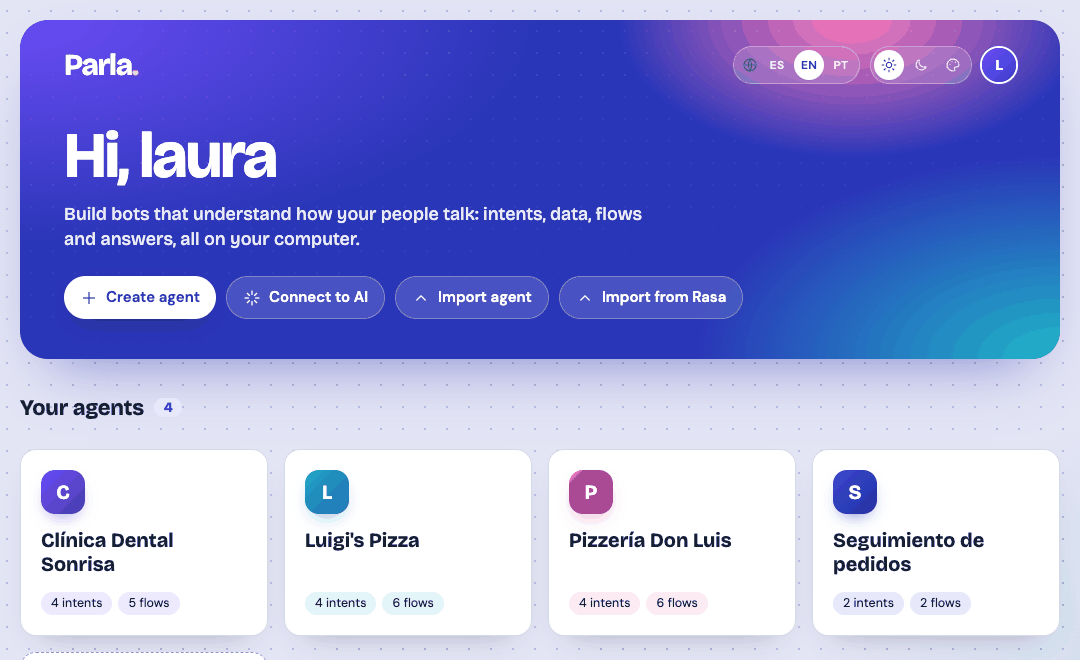 Parla.
ES EN PT
L
Hi, laura
Build bots that understand how your people talk: intents, data, flows
and answers, all on your computer.
Create agent
Connect to AI
Import agent
Import from Rasa
Your agents 4
C
Clínica Dental
Sonrisa
4 intents 5 flows
L
Luigi's Pizza
4 intents 6 flows
P
Pizzería Don Luis
4 intents 6 flows
S
Seguimiento de
pedidos
2 intents 2 flows